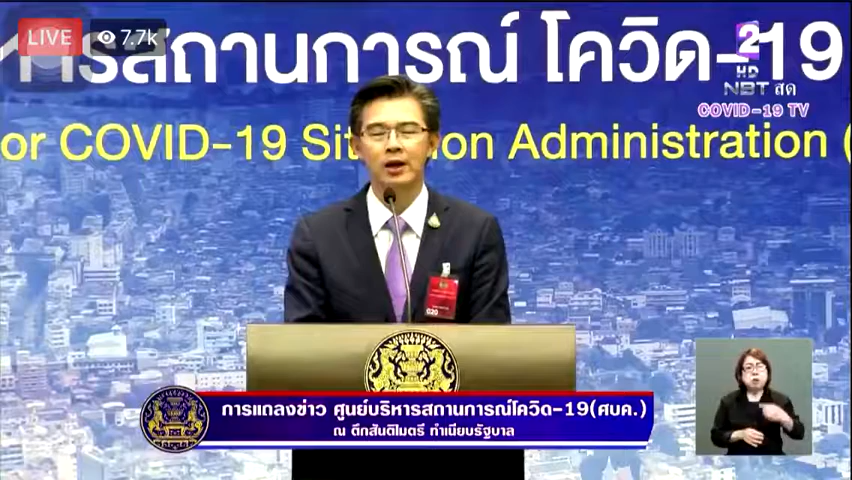 LIVE 7.7k
การสถานการณ์ โควิด-19
2
HD
NBT สด
COVID-19 TV
or COVID-19 Sit on Administration (
G20
การแถลงข่าว ศูนย์บริหารสถานการณ์โควิด-19(ศบค.)
ณ ตึกสันติไมตรี ทำเนียบรัฐบาล